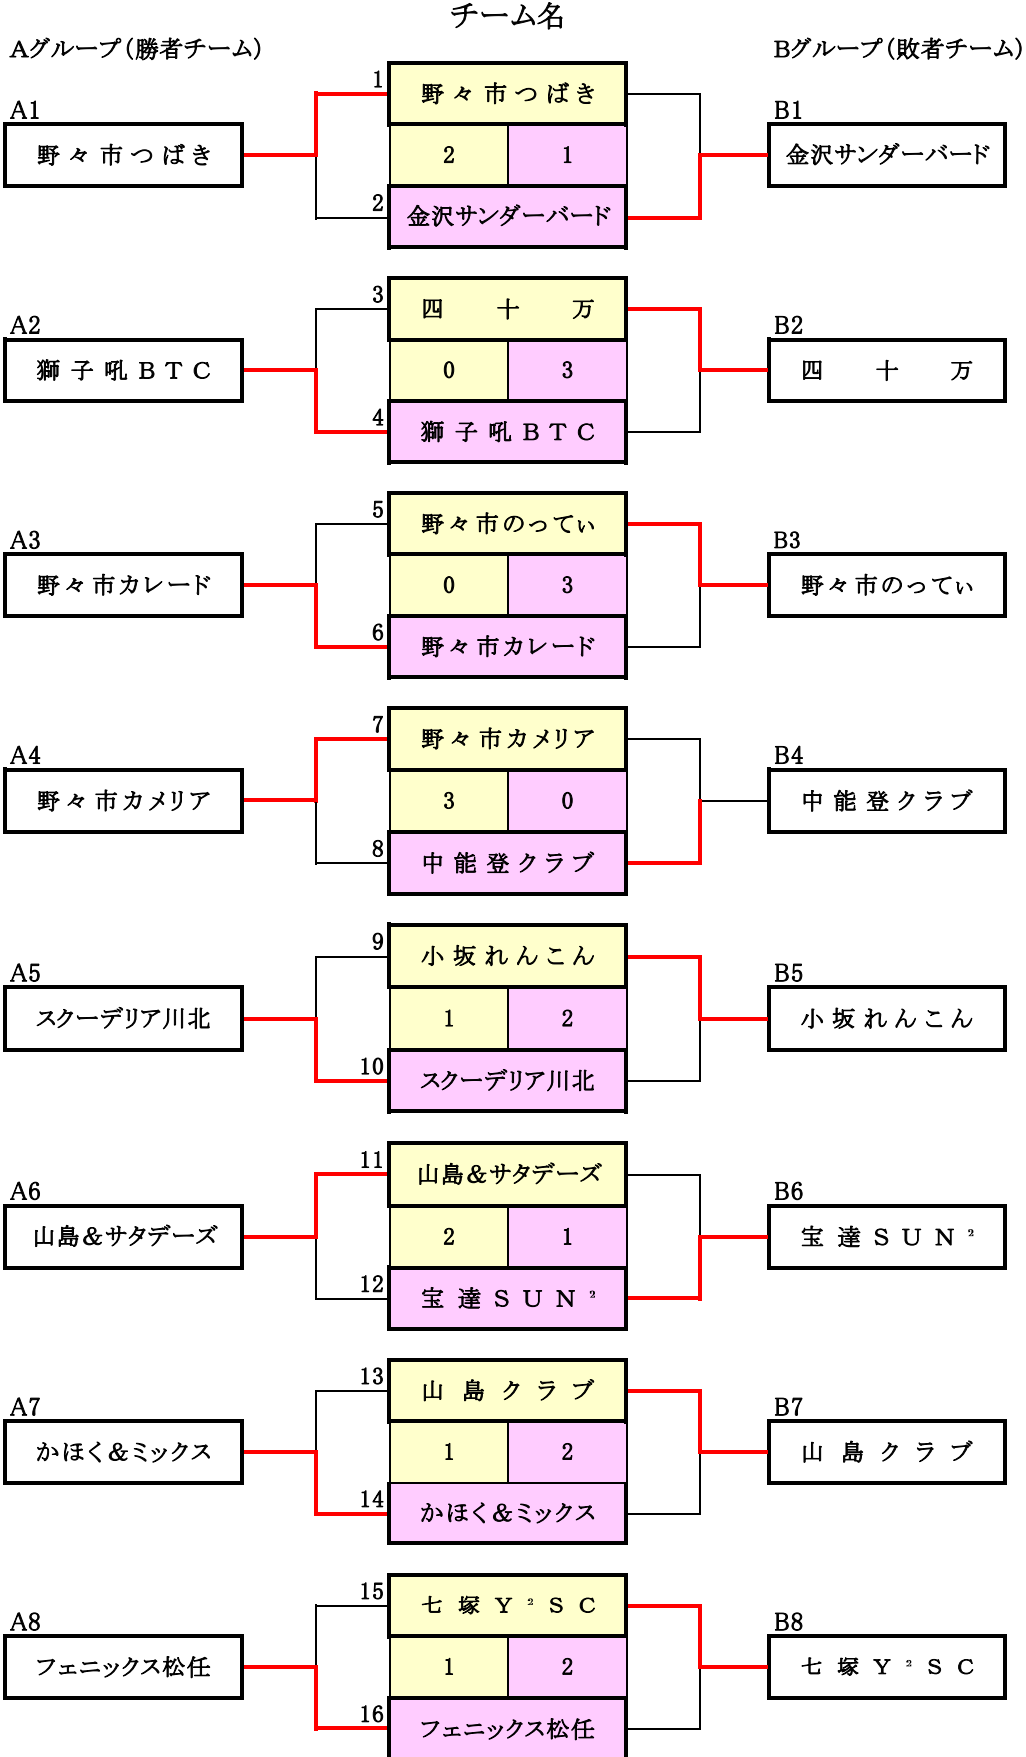 チーム名
Aグループ（勝者チーム） Bグループ（敗者チーム）
1 野々市つばき
A1 B1
野々市つばき 2 1 金沢サンダーバード
2 金沢サンダーバード
3 四十万
A2 B2
獅子吼BTC 0 3 四十万
4 獅子吼BTC
5 野々市のってぃ
A3 B3
野々市カレード 0 3 野々市のってぃ
6 野々市カレード
7 野々市カメリア
A4 B4
野々市カメリア 3 0 中能登クラブ
8 中能登クラブ
9 小坂れんこん
A5 B5
スクーデリア川北 1 2 小坂れんこん
10 スクーデリア川北
11 山島&サタデーズ
A6 B6
山島&サタデーズ 2 1 宝達SUN²
12 宝達SUN²
13 山島クラブ
A7 B7
かほく&ミックス 1 2 山島クラブ
14 かほく&ミックス
15 七塚Y²SC
A8 B8
フェニックス松任 1 2 七塚Y²SC
16 フェニックス松任